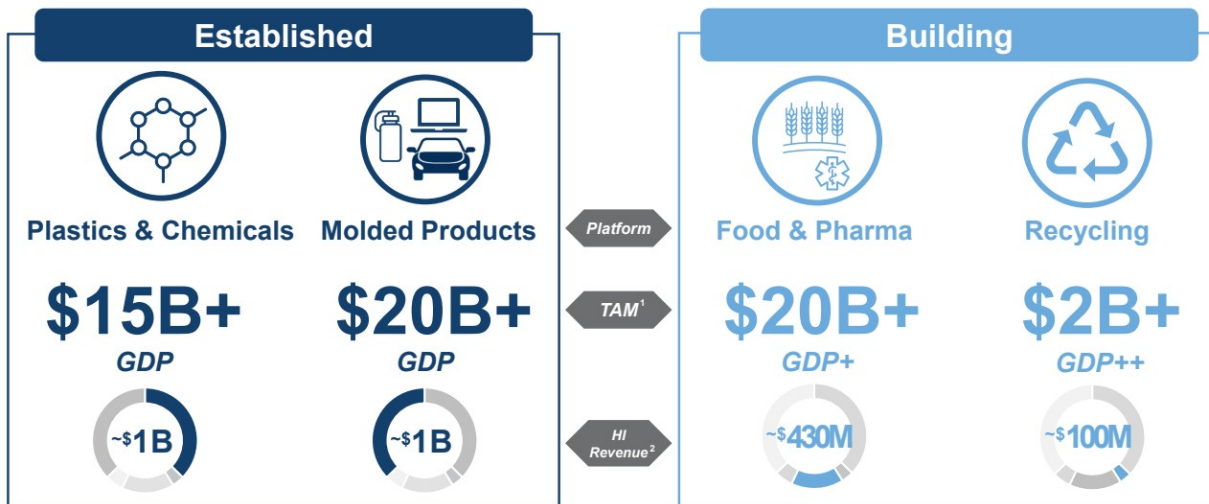 Established
Building
Plastics & Chemicals
Molded Products
Platform
Food & Pharma
Recycling
$15B+
$20B+
TAM¹
$20B+
$2B+
GDP
GDP
GDP+
GDP++
~$1B
~$1B
HI
Revenue²
~$430M
~$100M